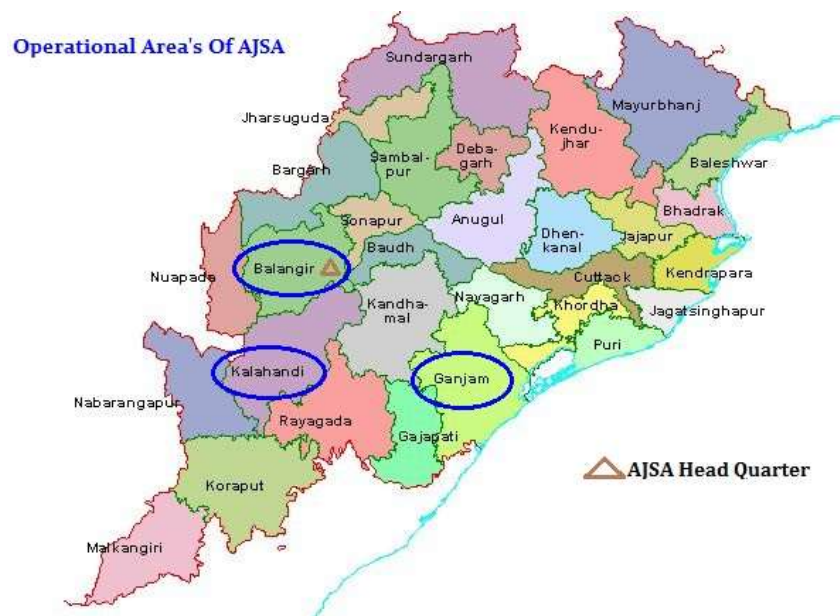 Operational Area's Of AJSA
Sundargarh
Mayurbhanj
Jharsuguda
Kendu-
jhar
Deba-
garh
Sambal-
pur
Baleshwar
Bargarh
Bhadrak
Sonapur
Anugul
Dhen-
kanal
Jajapur
Baudh
Balangir
Nuapada
Cuttack
Kendrapara
Kandha-
mal
Nayagarh
Khordha
Jagatsinghapur
Puri
Kalahandi
Ganjam
Nabarangapur
Rayagada
Gajapati
AJSA Head Quarter
Koraput
Malkangiri